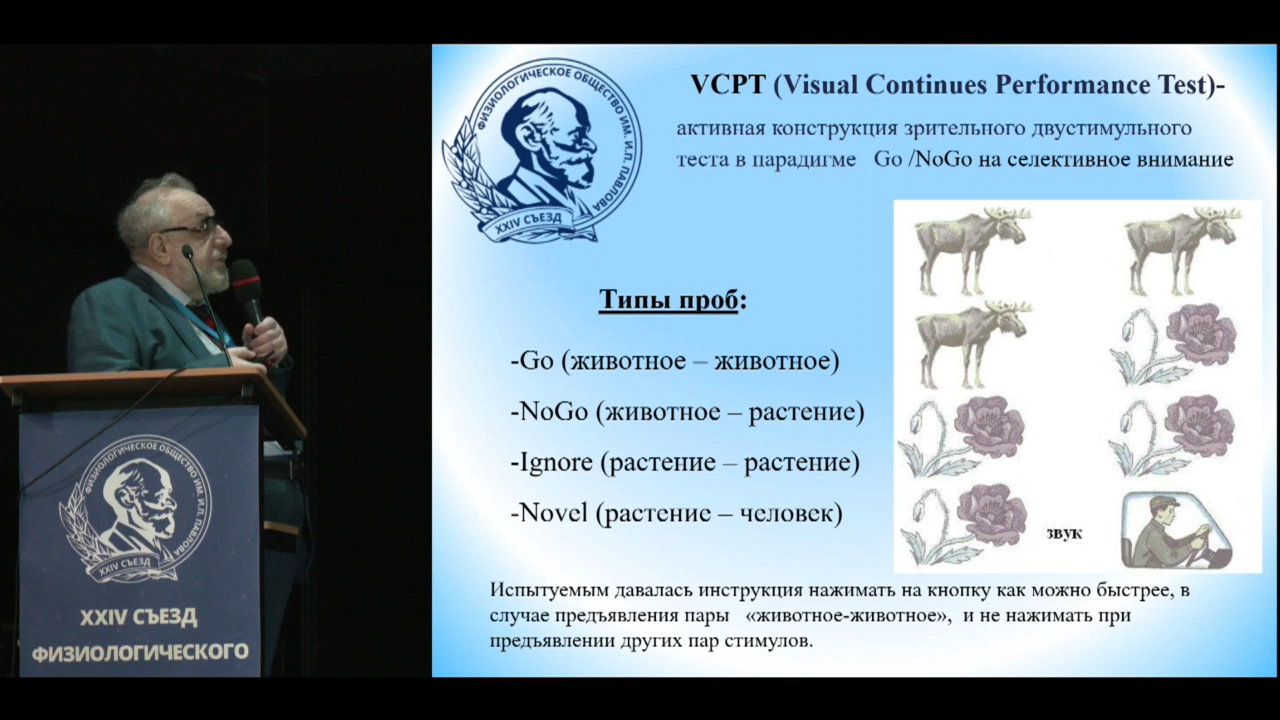 ФИЗИОЛОГИЧЕСКОЕ ОБЩЕСТВО ИМ. И.П. ПАВЛОВА
XXIV СЪЕЗД
VCPT (Visual Continues Performance Test)-
активная конструкция зрительного двустимульного
теста в парадигме Go /NoGo на селективное внимание
Типы проб:
-Go (животное – животное)
-NoGo (животное – растение)
-Ignore (растение – растение)
-Novel (растение – человек)
звук
Испытуемым давалась инструкция нажимать на кнопку как можно быстрее, в
случае предъявления пары «животное-животное», и не нажимать при
предъявлении других пар стимулов.
ФИЗИОЛОГИЧЕСКОЕ ОБЩЕСТВО ИМ. И.П. ПАВЛОВА
XXIV СЪЕЗД
XXIV СЪЕЗД
ФИЗИОЛОГИЧЕСКОГО